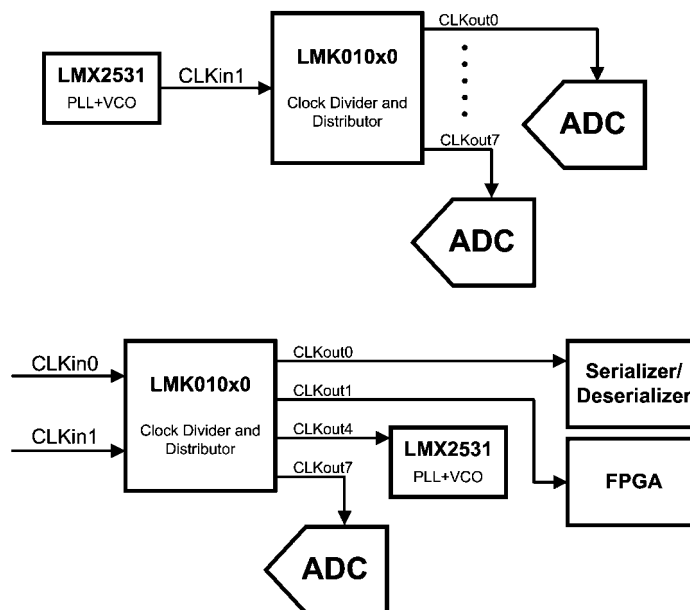 CLKout0
LMK010x0
LMX2531
CLKin1
PLL+VCO
Clock Divider and
Distributor
ADC
CLKout7
ADC
CLKout0
CLKin0
LMK010x0
Serializer/
Deserializer
CLKout1
Clock Divider and
Distributor
CLKin1
CLKout4
LMX2531
PLL+VCO
CLKout7
FPGA
ADC